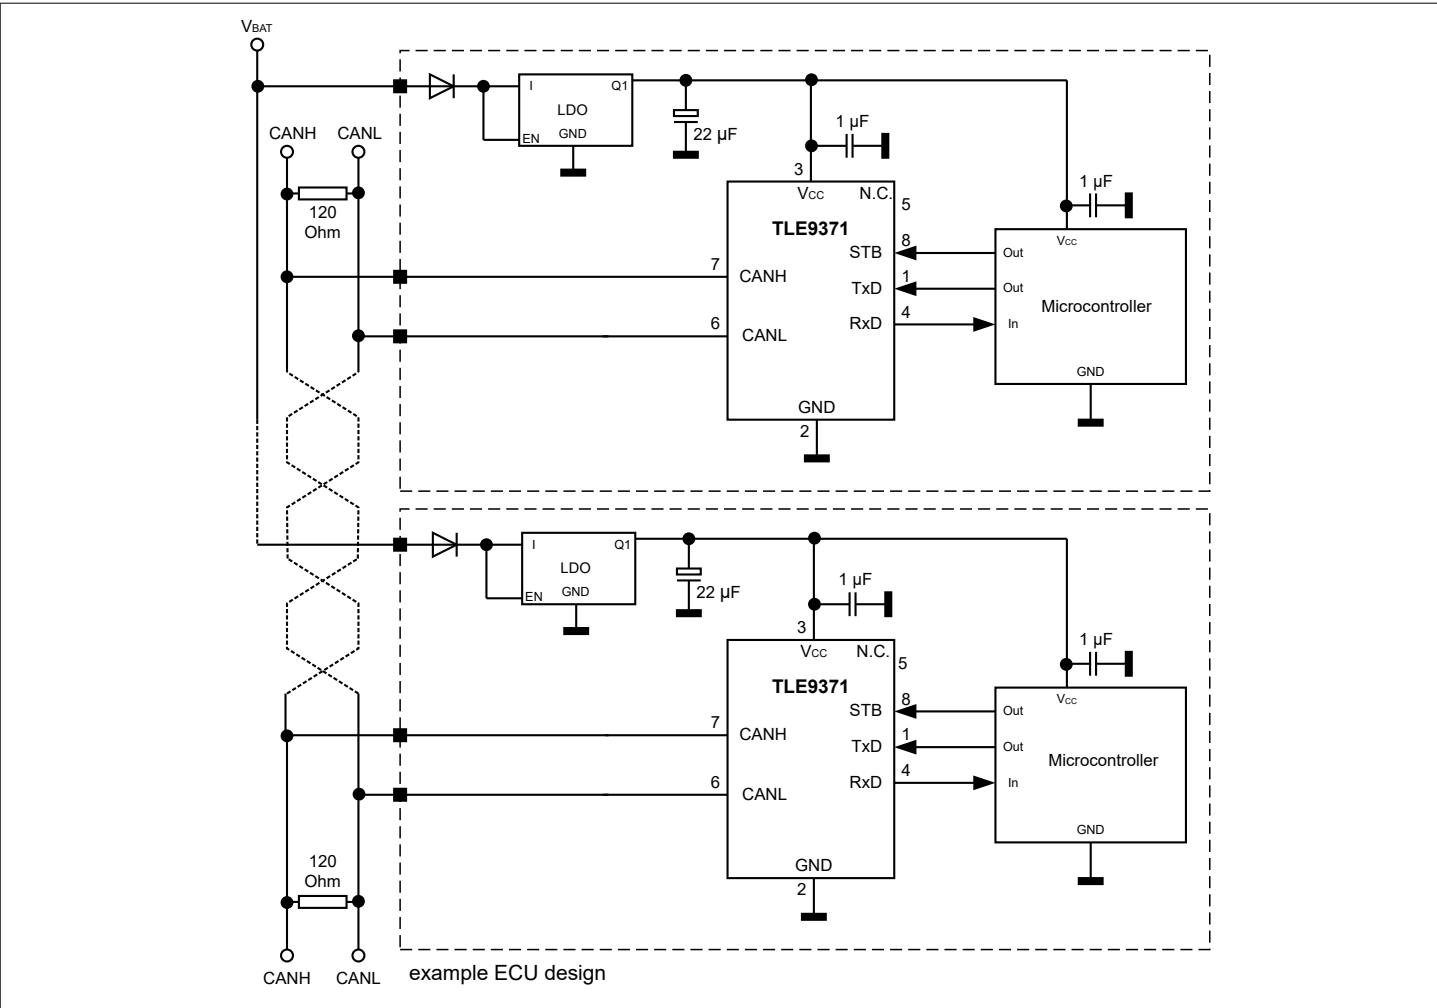 VBAT
I
Q1
LDO
EN
GND
22 µF
1 µF
CANH
CANL
120
Ohm
3
VCC
N.C.
5
TLE9371
STB
8
TxD
1
RxD
4
7
CANH
6
CANL
GND
2
1 µF
VCC
Out
Out
In
Microcontroller
GND
I
Q1
LDO
EN
GND
22 µF
1 µF
3
VCC
N.C.
5
TLE9371
STB
8
TxD
1
RxD
4
7
CANH
6
CANL
GND
2
1 µF
VCC
Out
Out
In
Microcontroller
GND
120
Ohm
CANH
CANL
example ECU design